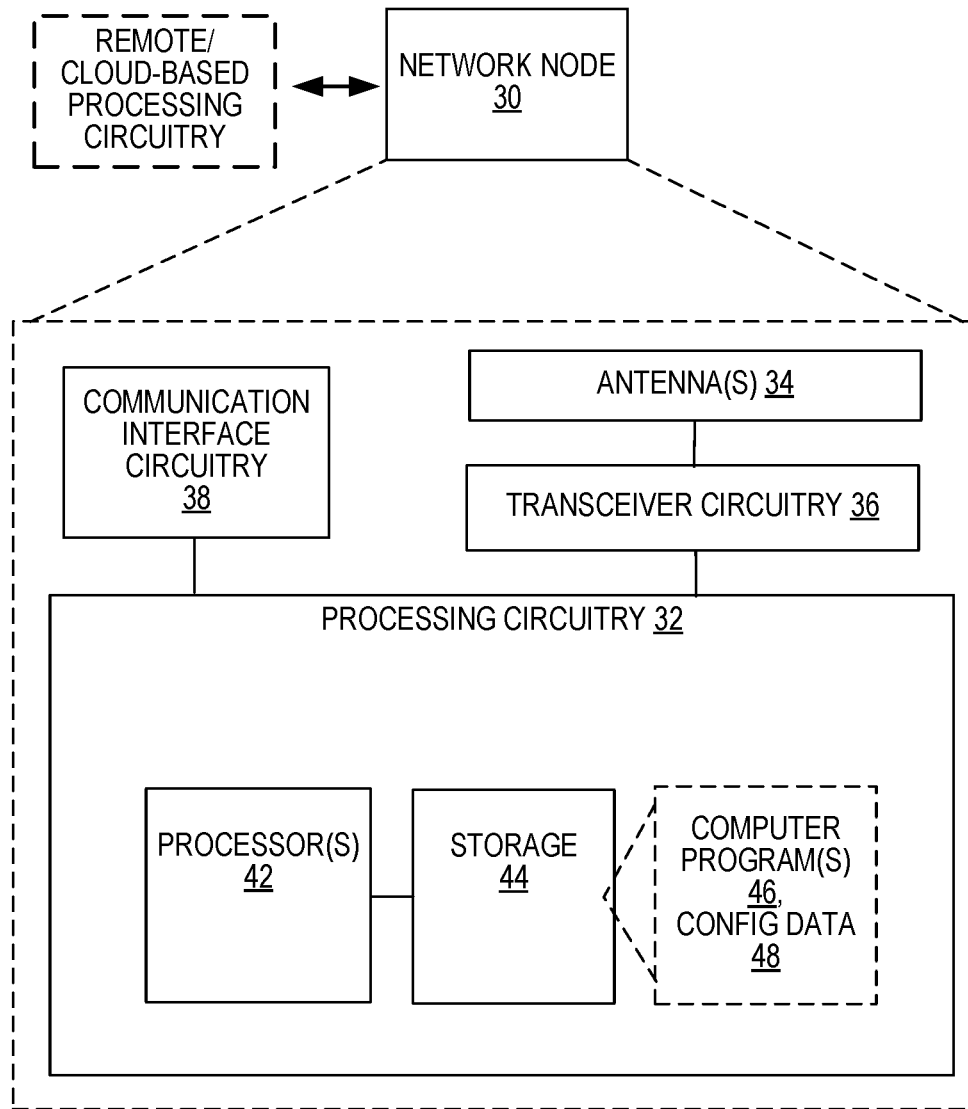 REMOTE/
CLOUD-BASED
PROCESSING
CIRCUITRY
NETWORK NODE
30
COMMUNICATION
INTERFACE
CIRCUITRY
38
ANTENNA(S) 34
TRANSCEIVER CIRCUITRY 36
PROCESSING CIRCUITRY 32
PROCESSOR(S)
42
STORAGE
44
COMPUTER
PROGRAM(S)
46,
CONFIG DATA
48